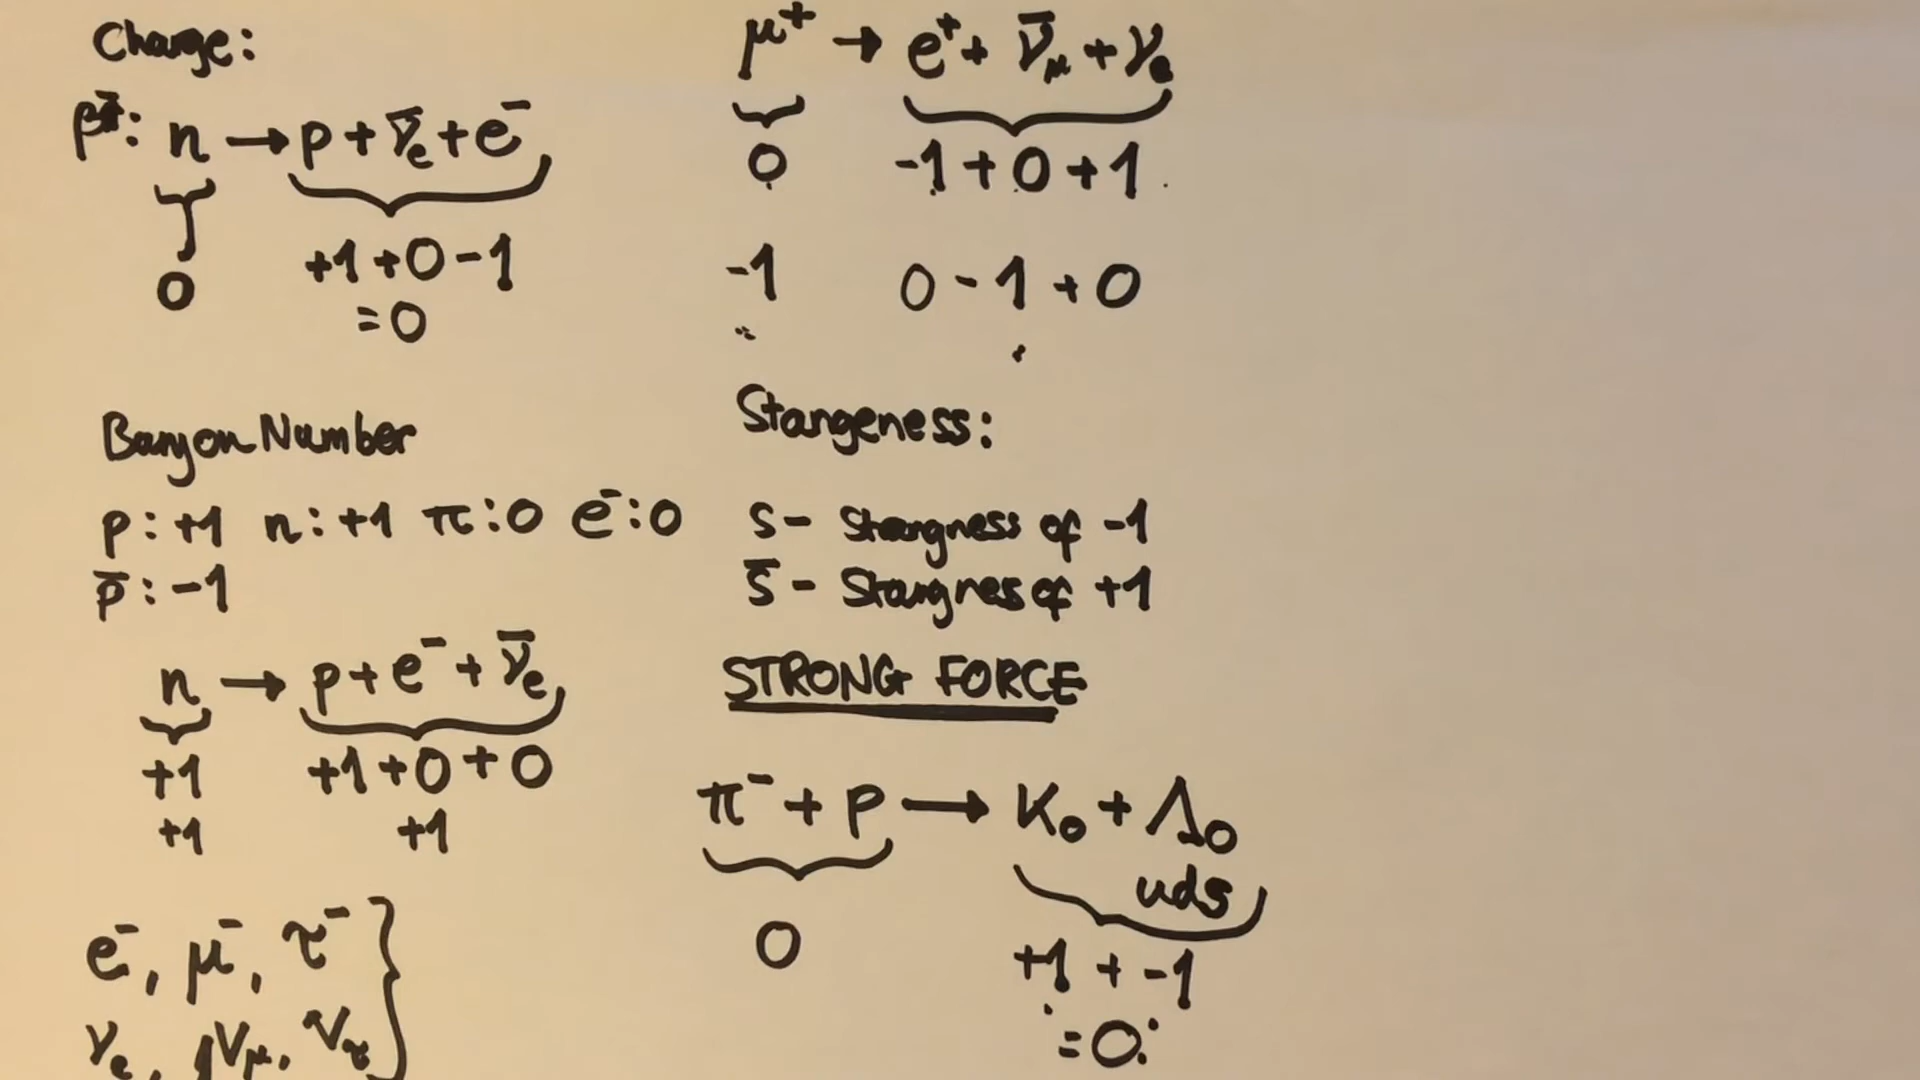 Charge:
β⁻: n → p + ν̄e + e⁻
0 +1+0-1
=0
Baryon Number
p:+1 n:+1 π:0 e⁻:0
p̄:-1
n → p + e⁻ + ν̄e
+1 +1+0+0
+1 +1
e⁻, μ⁻, τ⁻
νe, νμ, ντ
μ⁺ → e⁺ + ν̄μ + νe
0 -1+0+1
-1 0-1+0
Stangeness:
S- Strangness of -1
S̄- Stangness of +1
STRONG FORCE
π⁻ + p → K₀ + Λ₀
uds
0 +1 + -1
=0